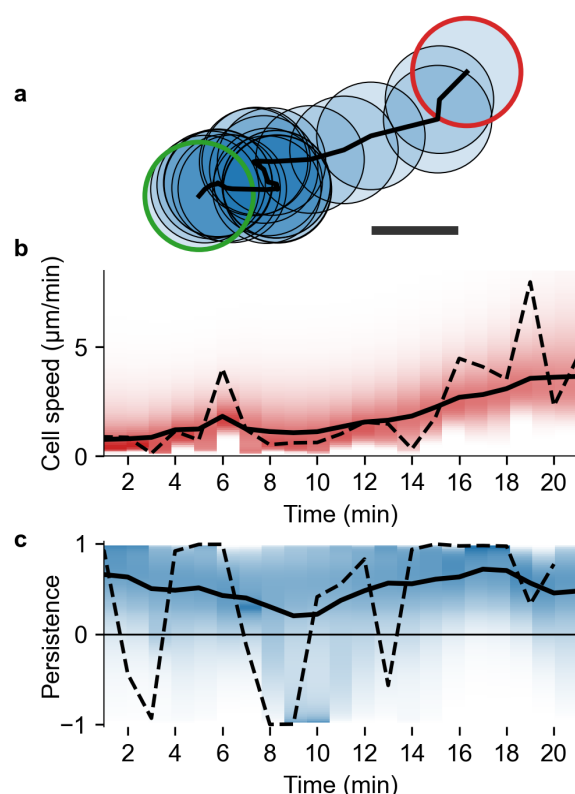 a
b
Cell speed (µm/min)
5
0
2 4 6 8 10 12 14 16 18 20
Time (min)
c
Persistence
1
0
−1
2 4 6 8 10 12 14 16 18 20
Time (min)